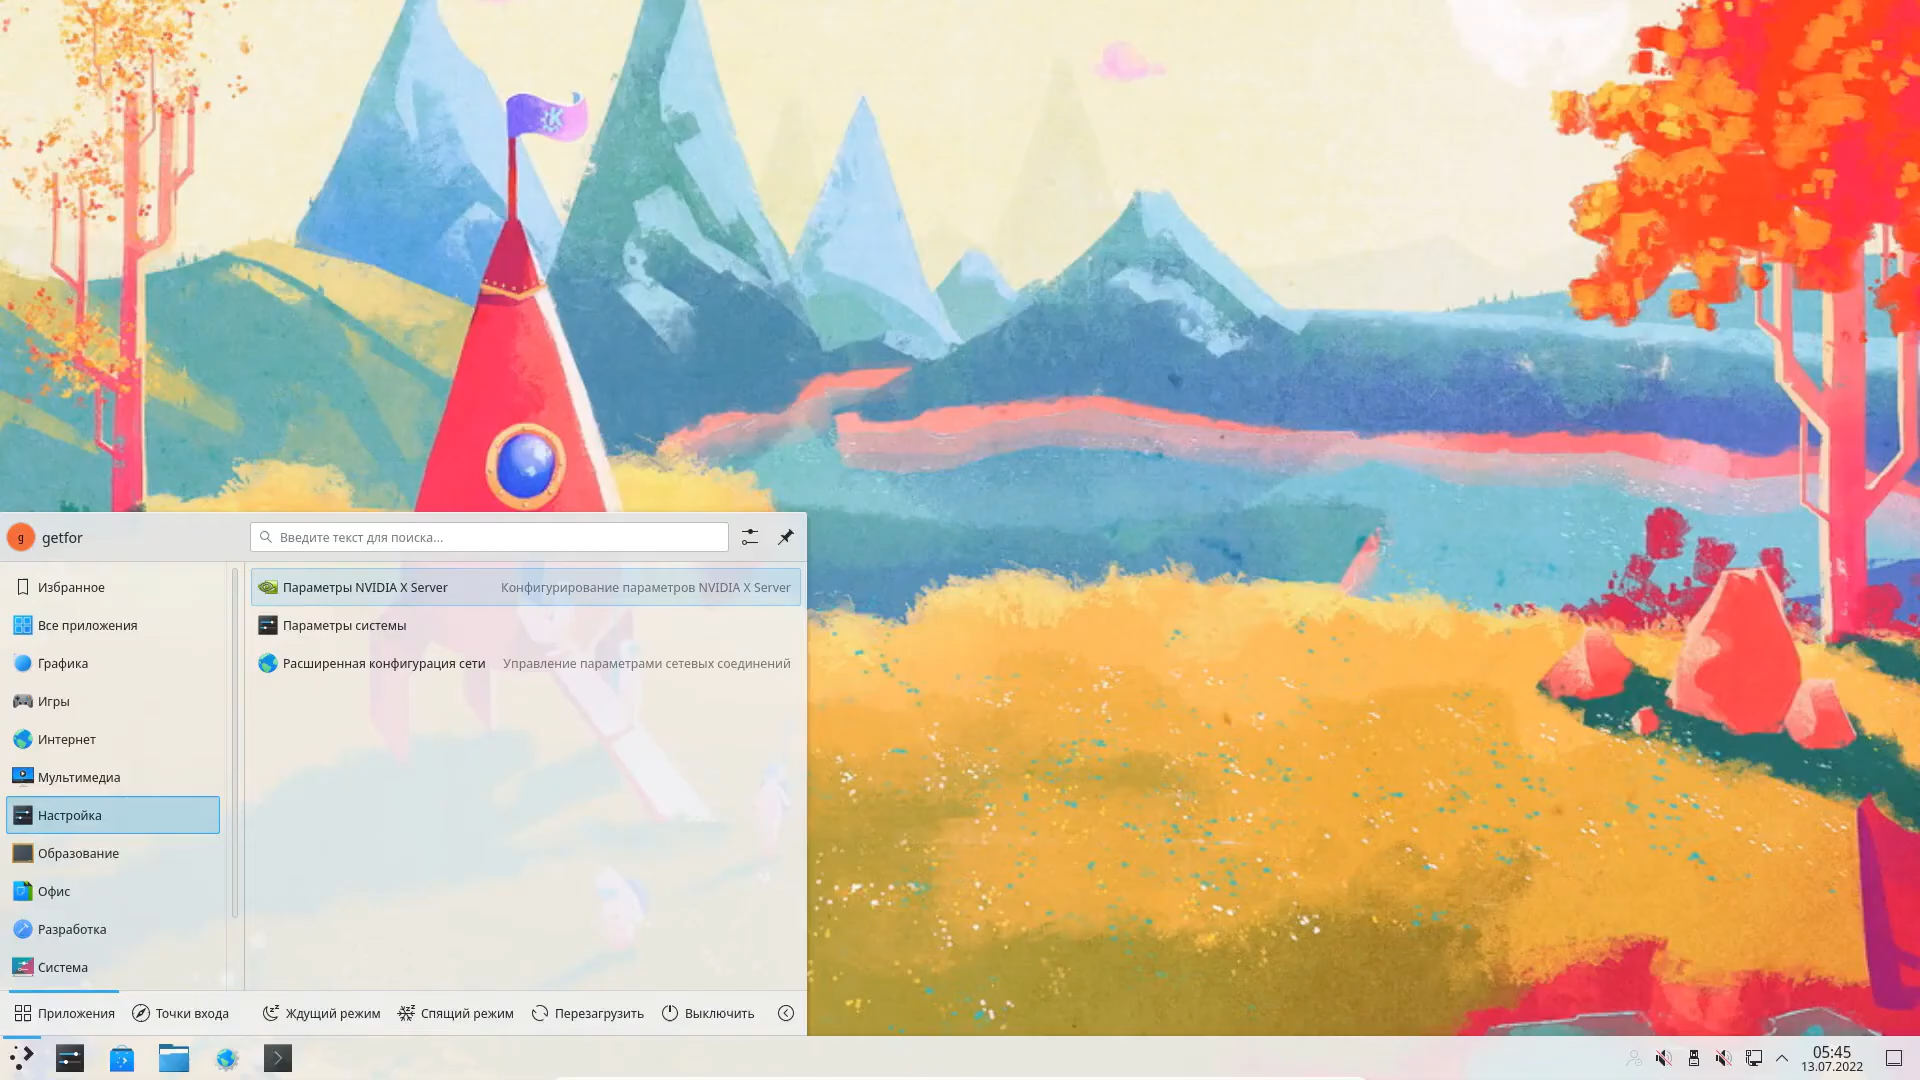 g
getfor
Введите текст для поиска...
Избранное
Все приложения
Графика
Игры
Интернет
Мультимедиа
Настройка
Образование
Офис
Разработка
Система
Параметры NVIDIA X Server Конфигурирование параметров NVIDIA X Server
Параметры системы
Расширенная конфигурация сети Управление параметрами сетевых соединений
Приложения Точки входа Ждущий режим Спящий режим Перезагрузить Выключить
05:45
13.07.2022